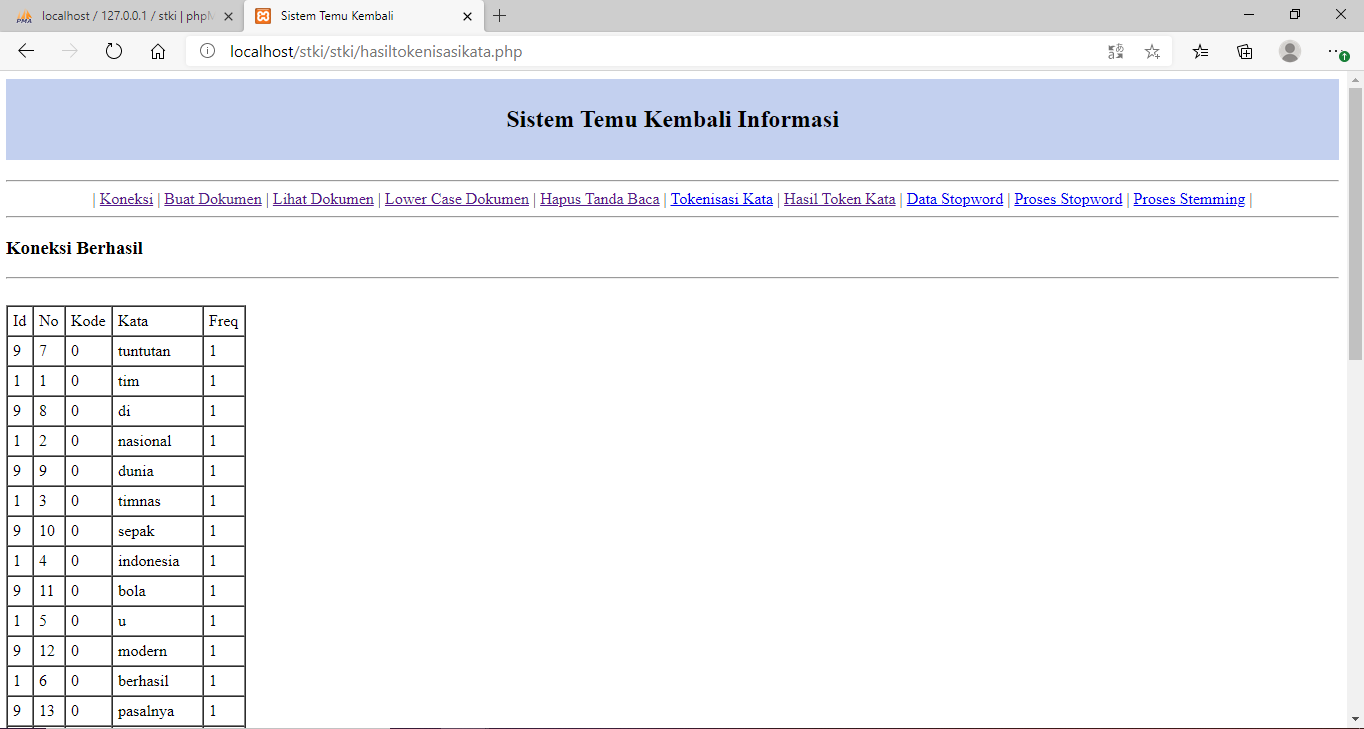 localhost / 127.0.0.1 / stki | phpM
Sistem Temu Kembali
localhost/stki/stki/hasiltokenisasikata.php
Sistem Temu Kembali Informasi
| Koneksi | Buat Dokumen | Lihat Dokumen | Lower Case Dokumen | Hapus Tanda Baca | Tokenisasi Kata | Hasil Token Kata | Data Stopword | Proses Stopword | Proses Stemming |
Koneksi Berhasil
Id No Kode Kata Freq
9 7 0 tuntutan 1
1 1 0 tim 1
9 8 0 di 1
1 2 0 nasional 1
9 9 0 dunia 1
1 3 0 timnas 1
9 10 0 sepak 1
1 4 0 indonesia 1
9 11 0 bola 1
1 5 0 u 1
9 12 0 modern 1
1 6 0 berhasil 1
9 13 0 pasalnya 1